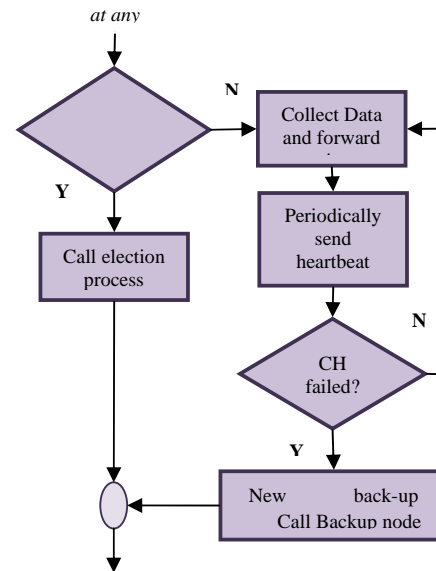 at any
N
Collect Data
and forward
Y
Call election
process
Periodically
send
heartbeat
N
CH
failed?
Y
New back-up
Call Backup node